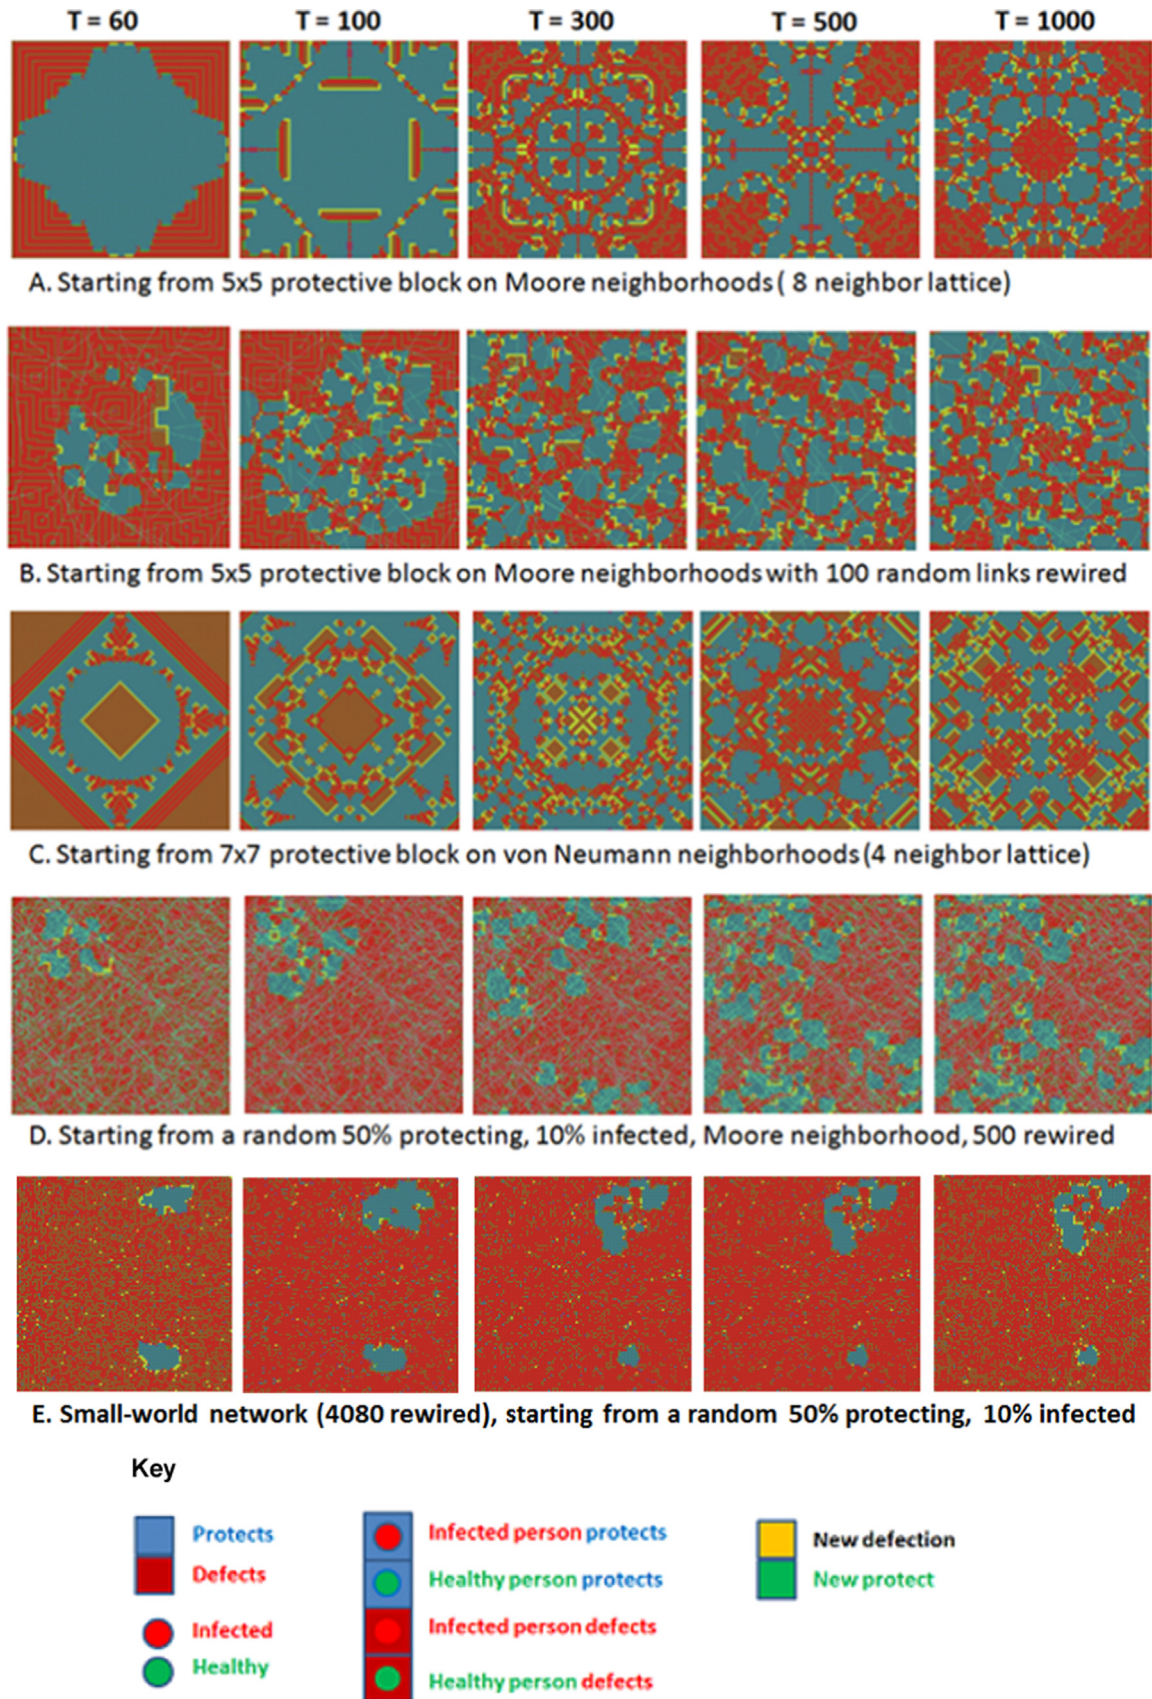 T = 60 T = 100 T = 300 T = 500 T = 1000
A. Starting from 5x5 protective block on Moore neighborhoods ( 8 neighbor lattice)
B. Starting from 5x5 protective block on Moore neighborhoods with 100 random links rewired
C. Starting from 7x7 protective block on von Neumann neighborhoods (4 neighbor lattice)
D. Starting from a random 50% protecting, 10% infected, Moore neighborhood, 500 rewired
E. Small-world network (4080 rewired), starting from a random 50% protecting, 10% infected
Key
Protects
Defects
Infected
Healthy
Infected person protects
Healthy person protects
Infected person defects
Healthy person defects
New defection
New protect